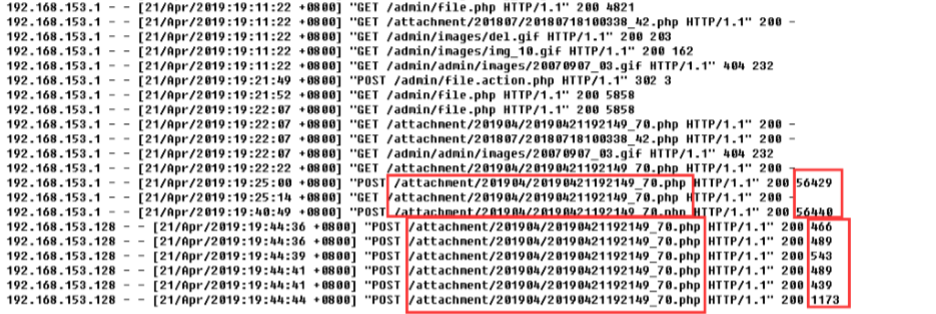 192.168.153.1 - - [21/Apr/2019:19:11:22 +0800] "GET /admin/file.php HTTP/1.1" 200 4821
192.168.153.1 - - [21/Apr/2019:19:11:22 +0800] "GET /attachment/201807/20180718100338_42.php HTTP/1.1" 200 -
192.168.153.1 - - [21/Apr/2019:19:11:22 +0800] "GET /admin/images/del.gif HTTP/1.1" 200 203
192.168.153.1 - - [21/Apr/2019:19:11:22 +0800] "GET /admin/images/img_10.gif HTTP/1.1" 200 162
192.168.153.1 - - [21/Apr/2019:19:11:22 +0800] "GET /admin/admin/images/20070907_03.gif HTTP/1.1" 404 232
192.168.153.1 - - [21/Apr/2019:19:21:49 +0800] "POST /admin/file.action.php HTTP/1.1" 302 3
192.168.153.1 - - [21/Apr/2019:19:21:52 +0800] "GET /admin/file.php HTTP/1.1" 200 5858
192.168.153.1 - - [21/Apr/2019:19:22:07 +0800] "GET /admin/file.php HTTP/1.1" 200 5858
192.168.153.1 - - [21/Apr/2019:19:22:07 +0800] "GET /attachment/201904/20190421192149_70.php HTTP/1.1" 200 -
192.168.153.1 - - [21/Apr/2019:19:22:07 +0800] "GET /attachment/201807/20180718100338_42.php HTTP/1.1" 200 -
192.168.153.1 - - [21/Apr/2019:19:22:07 +0800] "GET /admin/admin/images/20070907_03.gif HTTP/1.1" 404 232
192.168.153.1 - - [21/Apr/2019:19:22:22 +0800] "GET /attachment/201904/20190421192149_70.php HTTP/1.1" 200 -
192.168.153.1 - - [21/Apr/2019:19:25:00 +0800] "POST /attachment/201904/20190421192149_70.php HTTP/1.1" 200 56429
192.168.153.1 - - [21/Apr/2019:19:25:14 +0800] "GET /attachment/201904/20190421192149_70.php HTTP/1.1" 200 -
192.168.153.1 - - [21/Apr/2019:19:40:49 +0800] "POST /attachment/201904/20190421192149_70.php HTTP/1.1" 200 56440
192.168.153.128 - - [21/Apr/2019:19:44:36 +0800] "POST /attachment/201904/20190421192149_70.php HTTP/1.1" 200 466
192.168.153.128 - - [21/Apr/2019:19:44:36 +0800] "POST /attachment/201904/20190421192149_70.php HTTP/1.1" 200 489
192.168.153.128 - - [21/Apr/2019:19:44:39 +0800] "POST /attachment/201904/20190421192149_70.php HTTP/1.1" 200 543
192.168.153.128 - - [21/Apr/2019:19:44:41 +0800] "POST /attachment/201904/20190421192149_70.php HTTP/1.1" 200 489
192.168.153.128 - - [21/Apr/2019:19:44:41 +0800] "POST /attachment/201904/20190421192149_70.php HTTP/1.1" 200 439
192.168.153.128 - - [21/Apr/2019:19:44:44 +0800] "POST /attachment/201904/20190421192149_70.php HTTP/1.1" 200 1173